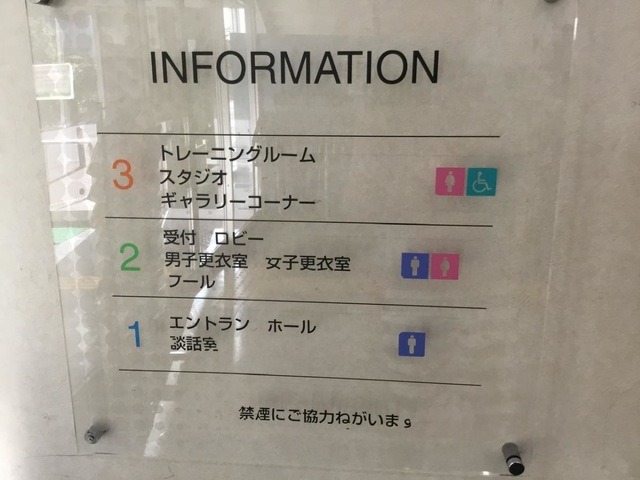 INFORMATION
3
トレーニングルーム
スタジオ
ギャラリーコーナー
2
受付　ロビー
男子更衣室　女子更衣室
フール
1
エントラン　ホール
談話室
禁煙にご協力ねがいま